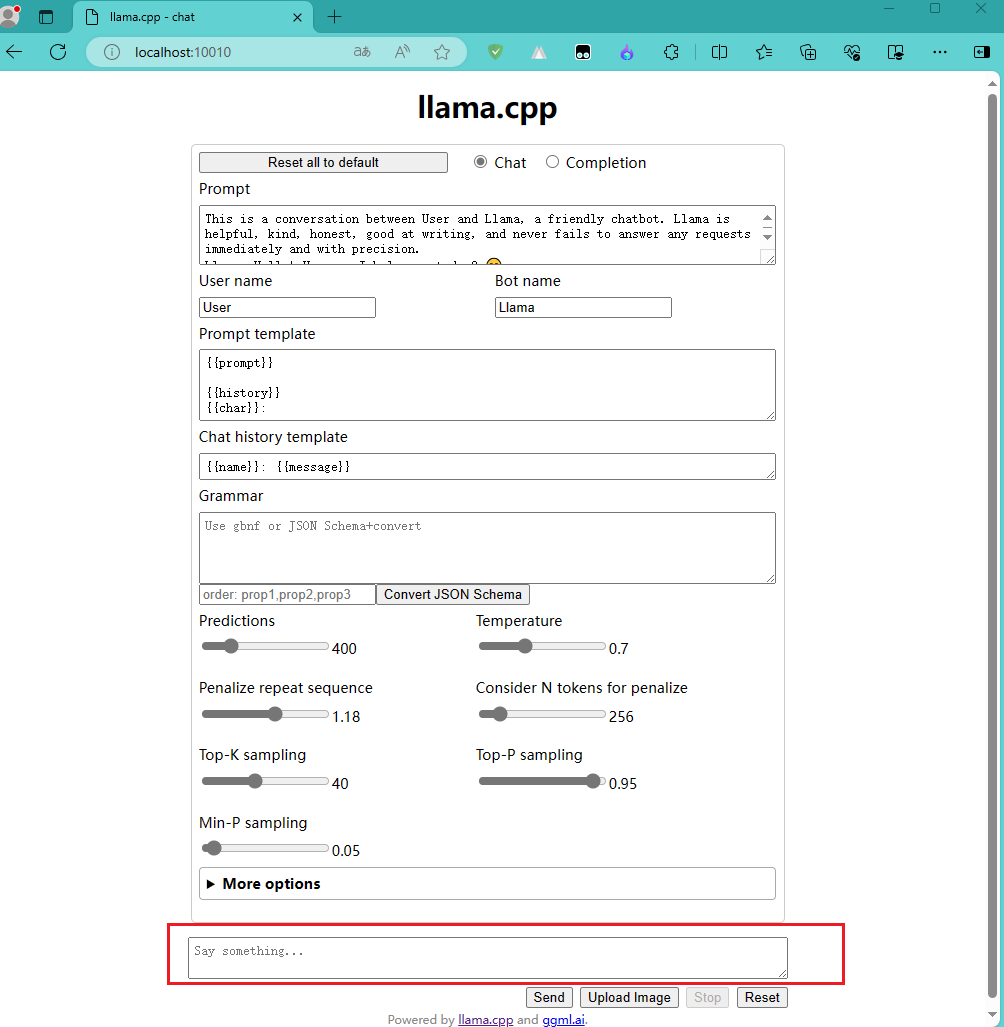 llama.cpp - chat
localhost:10010
llama.cpp
Reset all to default
Chat
Completion
Prompt
This is a conversation between User and Llama, a friendly chatbot. Llama is
helpful, kind, honest, good at writing, and never fails to answer any requests
immediately and with precision.
User name
Bot name
User
Llama
Prompt template
{{prompt}}
{{history}}
{{char}}:
Chat history template
{{name}}: {{message}}
Grammar
Use gbnf or JSON Schema+convert
order: prop1,prop2,prop3
Convert JSON Schema
Predictions
Temperature
400
0.7
Penalize repeat sequence
Consider N tokens for penalize
1.18
256
Top-K sampling
Top-P sampling
40
0.95
Min-P sampling
0.05
More options
Say something...
Send
Upload Image
Stop
Reset
Powered by llama.cpp and ggml.ai.